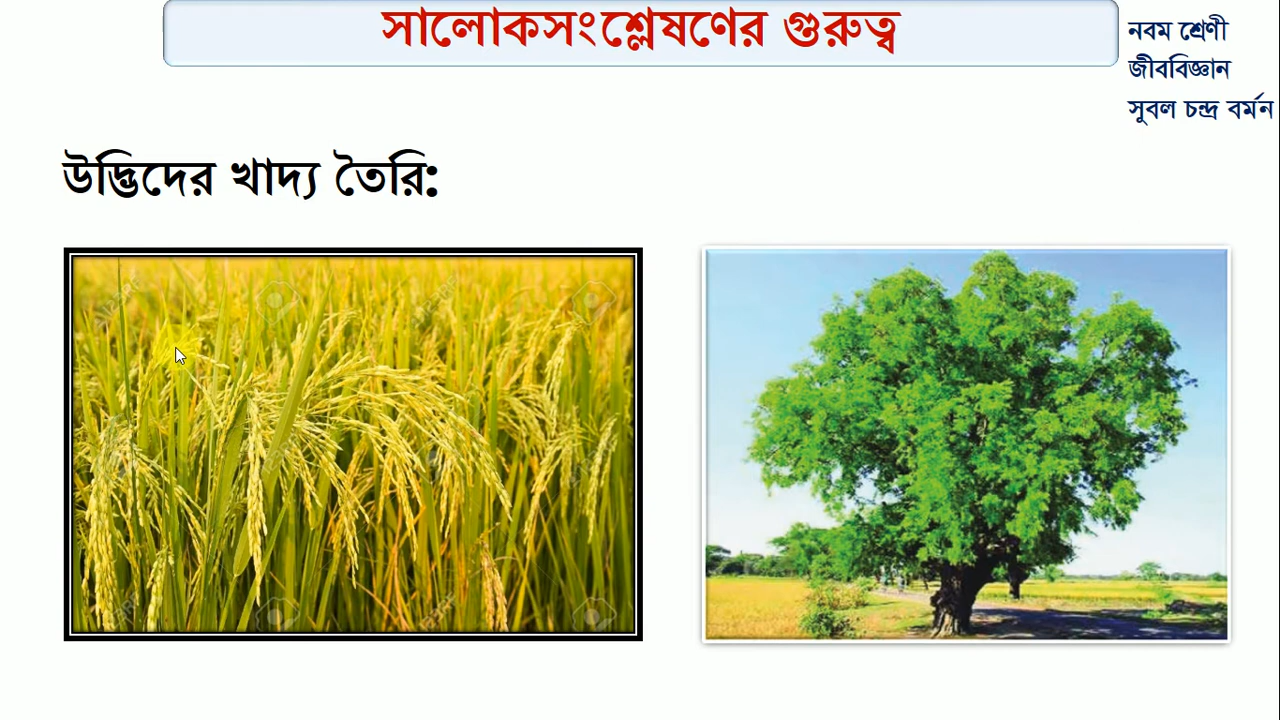 সালোকসংশ্লেষণের গুরুত্ব
নবম শ্রেণী
জীববিজ্ঞান
সুবল চন্দ্র বর্মন
উদ্ভিদের খাদ্য তৈরি: